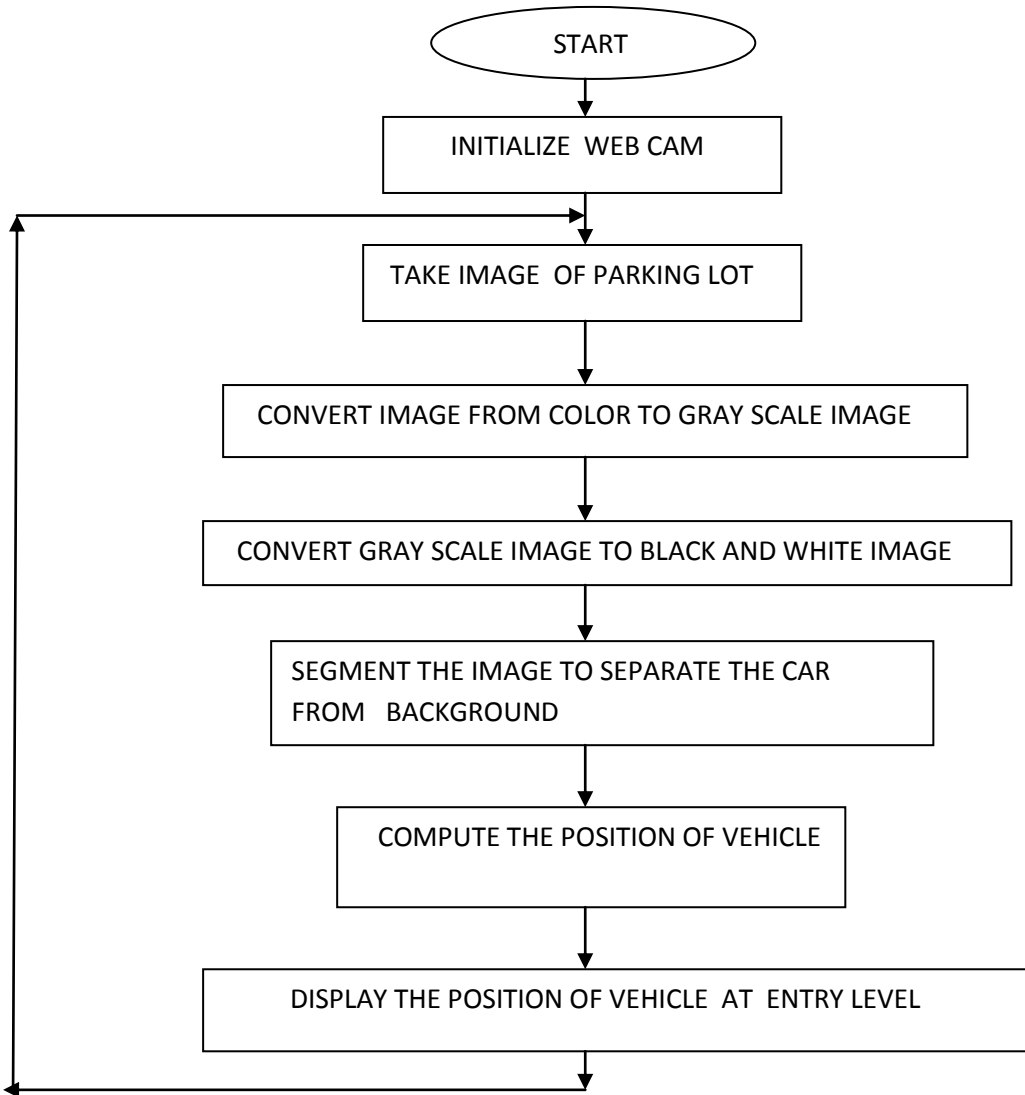 START
INITIALIZE WEB CAM
TAKE IMAGE OF PARKING LOT
CONVERT IMAGE FROM COLOR TO GRAY SCALE IMAGE
CONVERT GRAY SCALE IMAGE TO BLACK AND WHITE IMAGE
SEGMENT THE IMAGE TO SEPARATE THE CAR
FROM BACKGROUND
COMPUTE THE POSITION OF VEHICLE
DISPLAY THE POSITION OF VEHICLE AT ENTRY LEVEL